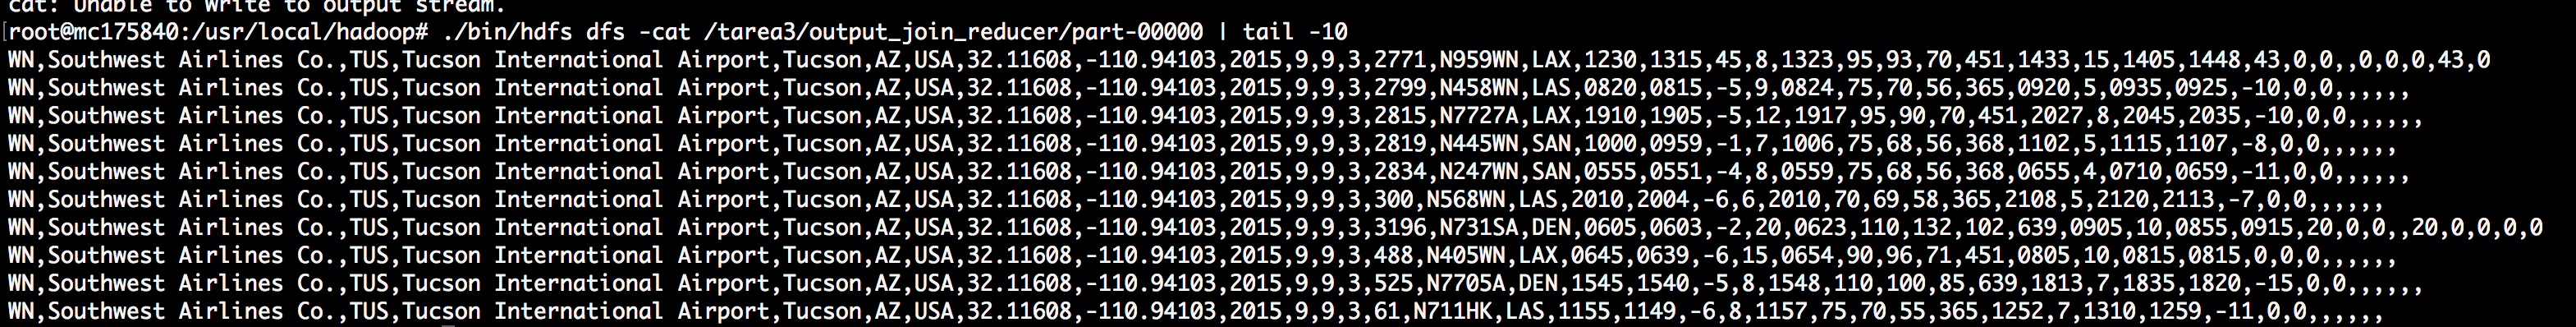 cat: Unable to write to output stream.
[root@mc175840:/usr/local/hadoop# ./bin/hdfs dfs -cat /tarea3/output_join_reducer/part-00000 | tail -10
WN,Southwest Airlines Co.,TUS,Tucson International Airport,Tucson,AZ,USA,32.11608,-110.94103,2015,9,9,3,2771,N959WN,LAX,1230,1315,45,8,1323,95,93,70,451,1433,15,1405,1448,43,0,0,,0,0,0,43,0
WN,Southwest Airlines Co.,TUS,Tucson International Airport,Tucson,AZ,USA,32.11608,-110.94103,2015,9,9,3,2799,N458WN,LAS,0820,0815,-5,9,0824,75,70,56,365,0920,5,0935,0925,-10,0,0,,,,,,
WN,Southwest Airlines Co.,TUS,Tucson International Airport,Tucson,AZ,USA,32.11608,-110.94103,2015,9,9,3,2815,N7727A,LAX,1910,1905,-5,12,1917,95,90,70,451,2027,8,2045,2035,-10,0,0,,,,,,
WN,Southwest Airlines Co.,TUS,Tucson International Airport,Tucson,AZ,USA,32.11608,-110.94103,2015,9,9,3,2819,N445WN,SAN,1000,0959,-1,7,1006,75,68,56,368,1102,5,1115,1107,-8,0,0,,,,,,
WN,Southwest Airlines Co.,TUS,Tucson International Airport,Tucson,AZ,USA,32.11608,-110.94103,2015,9,9,3,2834,N247WN,SAN,0555,0551,-4,8,0559,75,68,56,368,0655,4,0710,0659,-11,0,0,,,,,,
WN,Southwest Airlines Co.,TUS,Tucson International Airport,Tucson,AZ,USA,32.11608,-110.94103,2015,9,9,3,300,N568WN,LAS,2010,2004,-6,6,2010,70,69,58,365,2108,5,2120,2113,-7,0,0,,,,,,
WN,Southwest Airlines Co.,TUS,Tucson International Airport,Tucson,AZ,USA,32.11608,-110.94103,2015,9,9,3,3196,N731SA,DEN,0605,0603,-2,20,0623,110,132,102,639,0905,10,0855,0915,20,0,0,,20,0,0,0,0
WN,Southwest Airlines Co.,TUS,Tucson International Airport,Tucson,AZ,USA,32.11608,-110.94103,2015,9,9,3,488,N405WN,LAX,0645,0639,-6,15,0654,90,96,71,451,0805,10,0815,0815,0,0,0,,,,,,
WN,Southwest Airlines Co.,TUS,Tucson International Airport,Tucson,AZ,USA,32.11608,-110.94103,2015,9,9,3,525,N7705A,DEN,1545,1540,-5,8,1548,110,100,85,639,1813,7,1835,1820,-15,0,0,,,,,,
WN,Southwest Airlines Co.,TUS,Tucson International Airport,Tucson,AZ,USA,32.11608,-110.94103,2015,9,9,3,61,N711HK,LAS,1155,1149,-6,8,1157,75,70,55,365,1252,7,1310,1259,-11,0,0,,,,,,